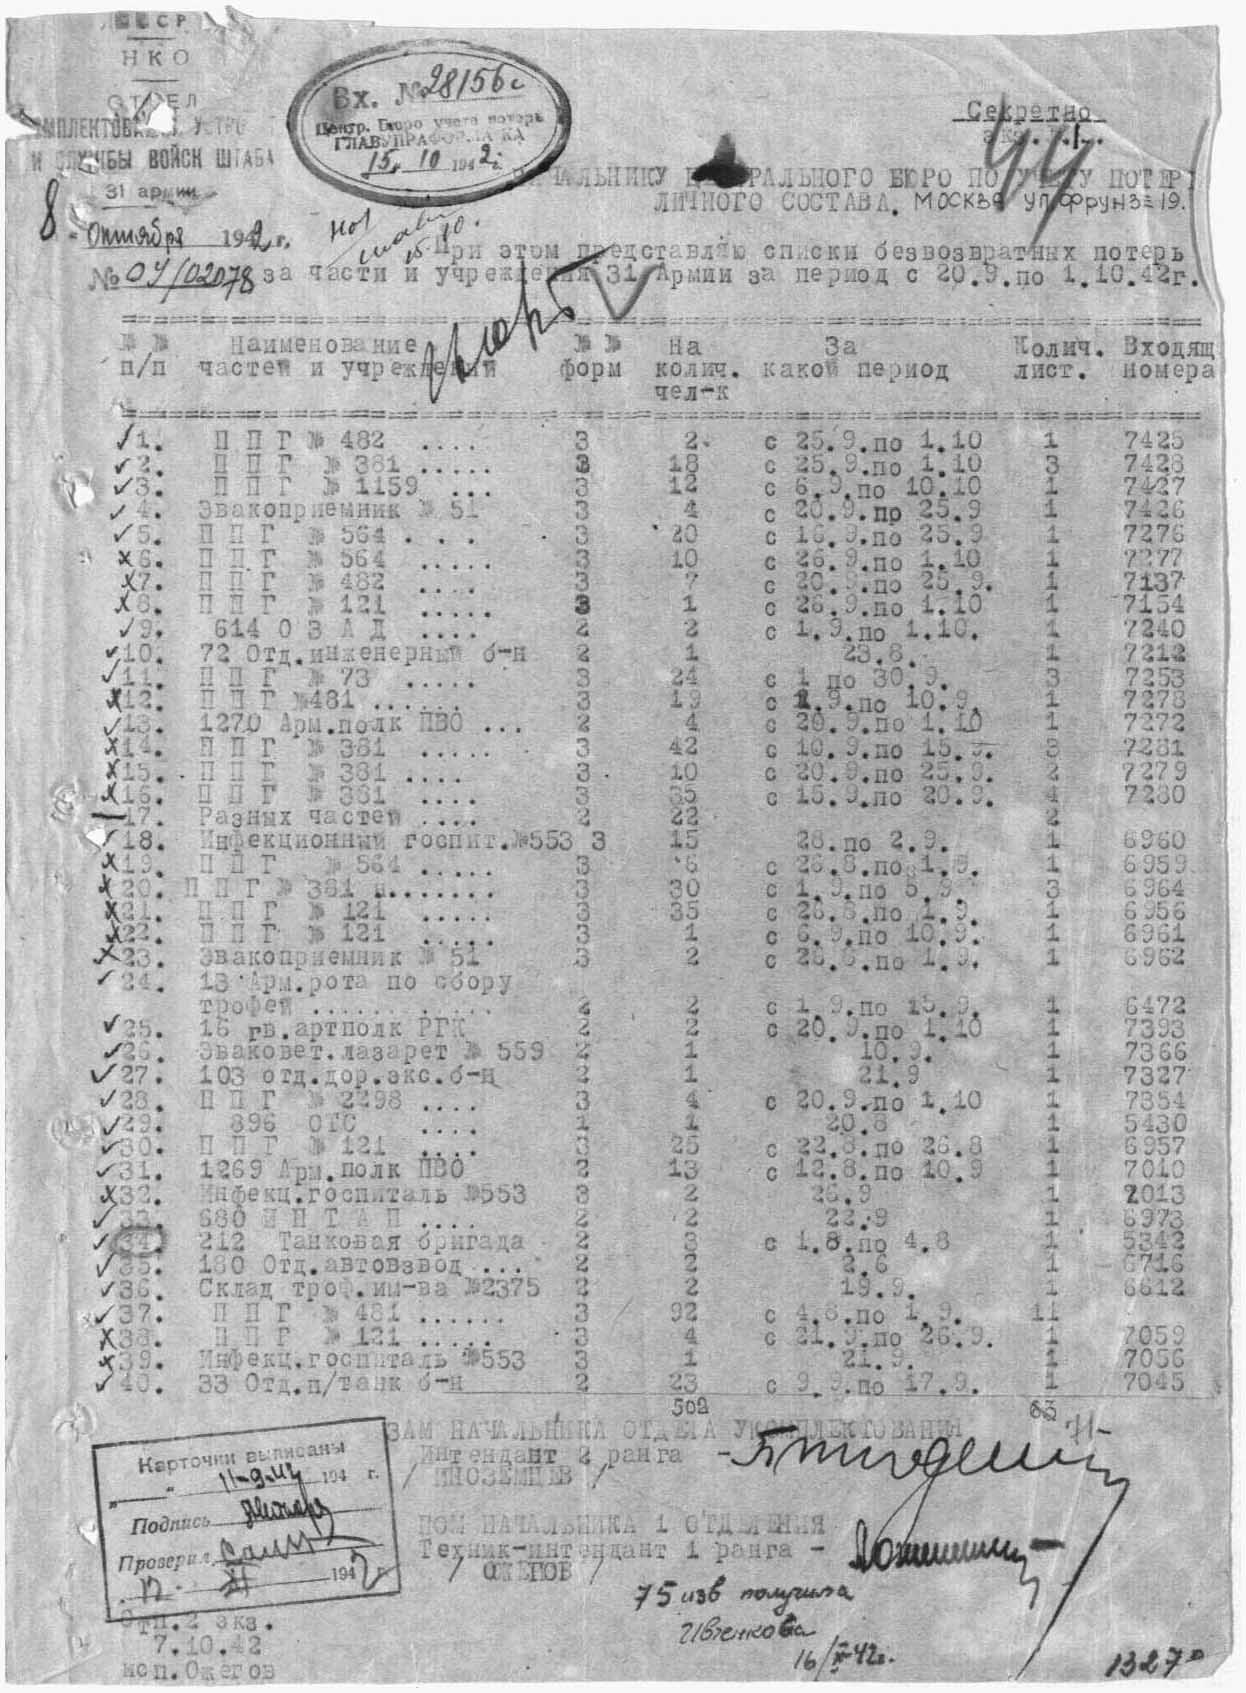 СССР
НКО
ОТДЕЛ
И СЛУЖБЫ ВОЙСК ШТАБА
31 армии
8 Октября 1942 г.
№ 04/02078
Вх. № 28156с
Центр. Бюро учета потерь
ГЛАВУПРАФОРМА КА
15. 10 1942 г.
Секретно
экз. № 1.
44
НАЧАЛЬНИКУ ЦЕНТРАЛЬНОГО БЮРО ПО УЧЕТУ ПОТЕРЬ
ЛИЧНОГО СОСТАВА. МОСКВА ул. Фрунзе 19.
При этом представляю списки безвозвратных потерь
за части и учреждения 31 Армии за период с 20.9.по 1.10.42г.
№ № Наименование № № На За Колич. Входящ
п/п частей и учреждений форм колич. какой период лист. номера
чел-к
1. П П Г № 482 .... 3 2 с 25.9.по 1.10 1 7425
2. П П Г № 381 ..... 3 18 с 25.9.по 1.10 3 7428
3. П П Г № 1159 ... 3 12 с 6.9.по 10.10 1 7427
4. Эвакоприемник № 51 3 4 с 20.9.по 25.9 1 7426
5. П П Г № 564 . . . 3 20 с 16.9.по 25.9 1 7276
6. П П Г № 564 ..... 3 10 с 26.9.по 1.10 1 7277
7. П П Г № 482 .... 3 7 с 20.9.по 25.9. 1 7137
8. П П Г № 121 ..... 3 1 с 26.9.по 1.10 1 7154
9. 614 О З А Д .... 2 2 с 1.9.по 1.10. 1 7240
10. 72 Отд.инженерный б-н 2 1 23.8. 1 7212
11. П П Г № 73 ..... 3 24 с 1 по 30.9. 3 7253
12. П П Г №481 ...... 3 19 с 1.9.по 10.9. 1 7278
13. 1270 Арм.полк ПВО ... 2 4 с 20.9.по 1.10 1 7272
14. П П Г № 381 ..... 3 42 с 10.9.по 15.9. 3 7281
15. П П Г № 381 .... 3 10 с 20.9.по 25.9. 2 7279
16. П П Г № 381 .... 3 35 с 15.9.по 20.9. 4 7280
17. Разных частей .... 2 22 2
18. Инфекционный госпит.№553 3 15 28.по 2.9. 1 6960
19. П П Г № 564 ..... 3 6 с 26.8.по 1.9. 1 6959
20. П П Г № 381 ........ 3 30 с 1.9.по 5.9. 3 6964
21. П П Г № 121 ..... 3 35 с 26.8.по 1.9. 1 6956
22. П П Г № 121 ..... 3 1 с 6.9.по 10.9. 1 6961
23. Эвакоприемник № 51 3 2 с 26.8.по 1.9. 1 6962
24. 13 Арм.рота по сбору
трофей ............ 2 2 с 1.9.по 15.9. 1 6472
25. 16 гв.артполк РГК 2 2 с 20.9.по 1.10 1 7393
26. Эваковет.лазарет № 559 2 1 10.9. 1 7366
27. 103 отд.дор.экс.б-н 2 1 21.9 1 7327
28. П П Г № 2298 .... 3 4 с 20.9.по 1.10 1 7354
29. 896 ОТС .... 1 1 20.8 1 5430
30. П П Г № 121 .... 3 25 с 22.8.по 26.8 1 6957
31. 1269 Арм.полк ПВО 2 13 с 12.8.по 10.9 1 7010
32. Инфекц.госпиталь №553 3 2 26.9 1 7013
33. 680 И П Т А П .... 2 2 22.9 1 6973
34. 212 Танковая бригада 2 3 с 1.8.по 4.8 1 5342
35. 180 Отд.автовзвод ... 2 2 2.6 1 6716
36. Склад троф.им-ва №2375 2 2 19.9. 1 6612
37. П П Г № 481 ...... 3 92 с 4.8.по 1.9. 11
38. П П Г № 121 ..... 3 4 с 21.9.по 26.9. 1 7059
39. Инфекц.госпиталь №553 3 1 21.9. 1 7056
40. 33 Отд.п/танк б-н 2 23 с 9.9.по 17.9. 1 7045
502 63 71-
ЗАМ НАЧАЛЬНИКА ОТДЕЛА УКОМПЛЕКТОВАНИЯ
Интендант 2 ранга -
/ ИНОЗЕМЦЕВ /
ПОМ НАЧАЛЬНИКА 1 ОТДЕЛЕНИЯ
Техник-интендант 1 ранга -
/ ОЖЕГОВ /
Карточки выписаны
194 г.
Подпись
Проверил
194
Отп.2 экз.
7.10.42
исп.Ожегов
75 изв получила
Ивченкова
16/X-42г.
13270